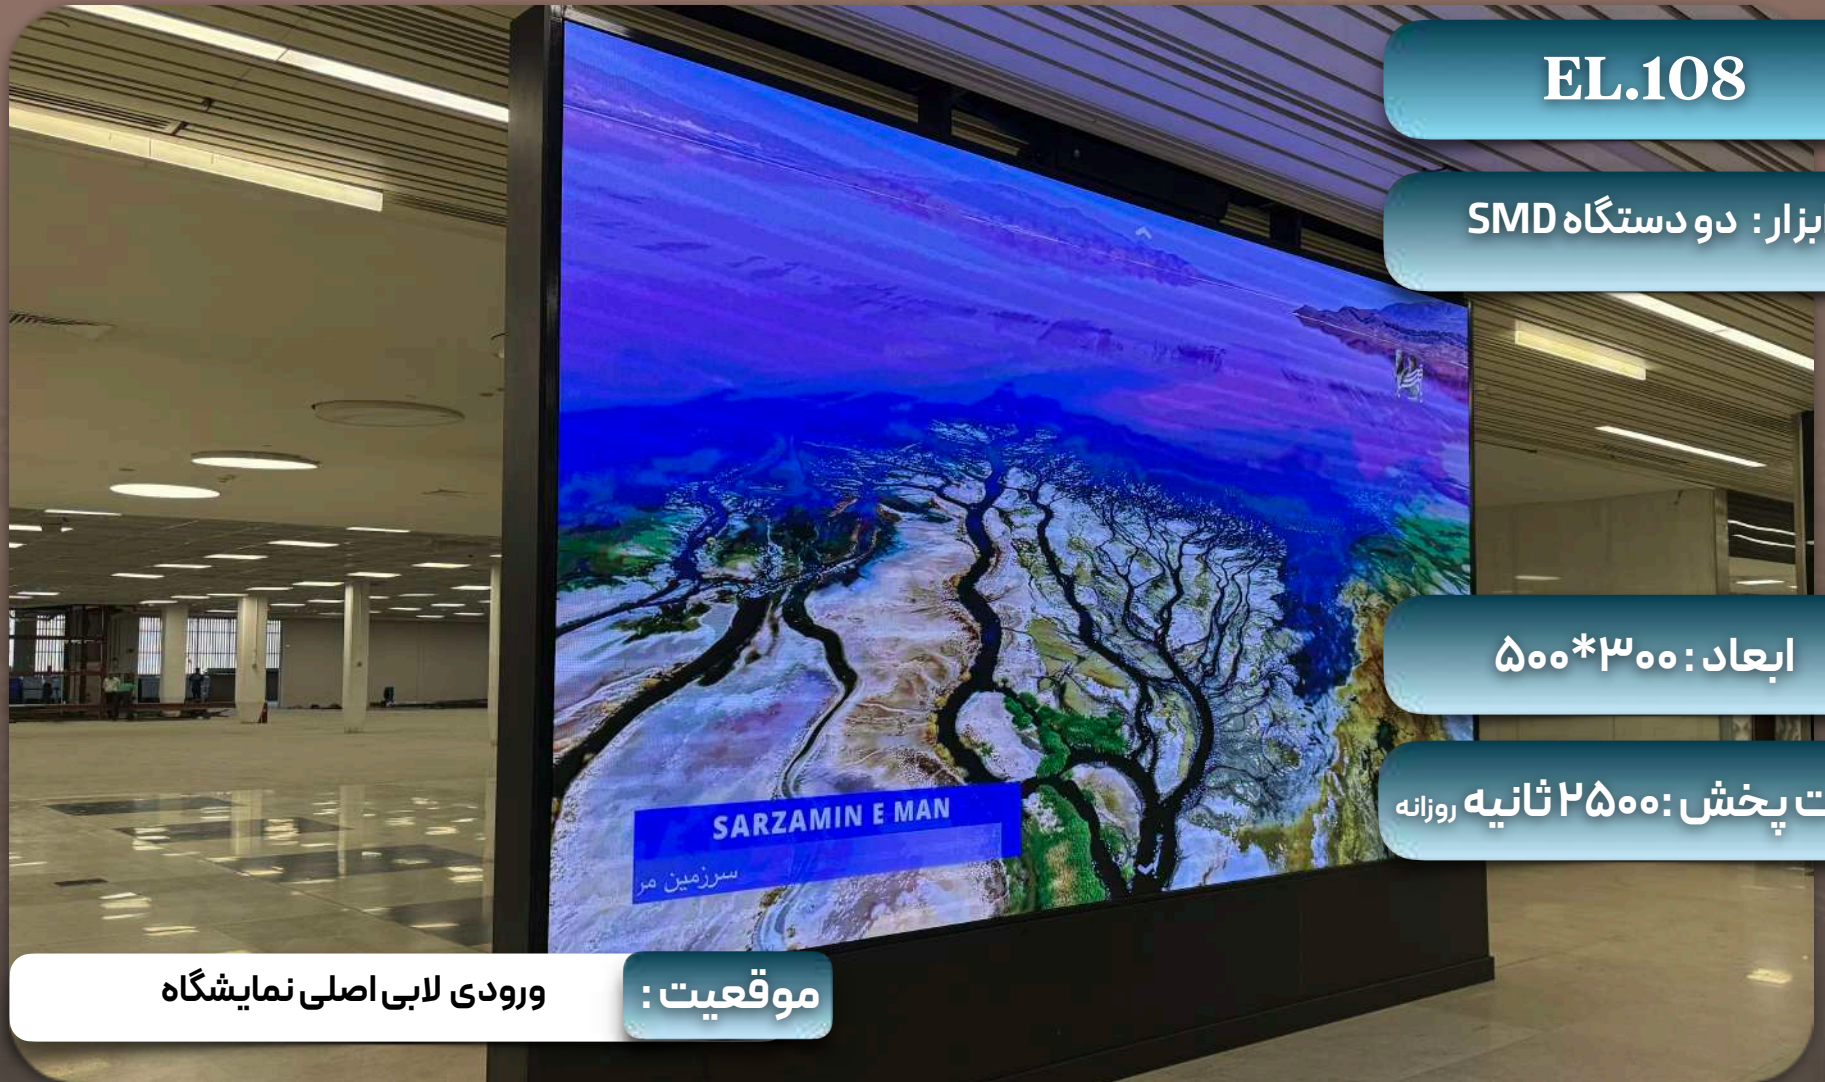 EL.108
ابزار : دو دستگاه SMD
ابعاد : ۳۰۰*۵۰۰
پخش : ۲۵۰۰ ثانیه روزانه
SARZAMIN E MAN
سرزمین مر
موقعیت : ورودی لابی اصلی نمایشگاه